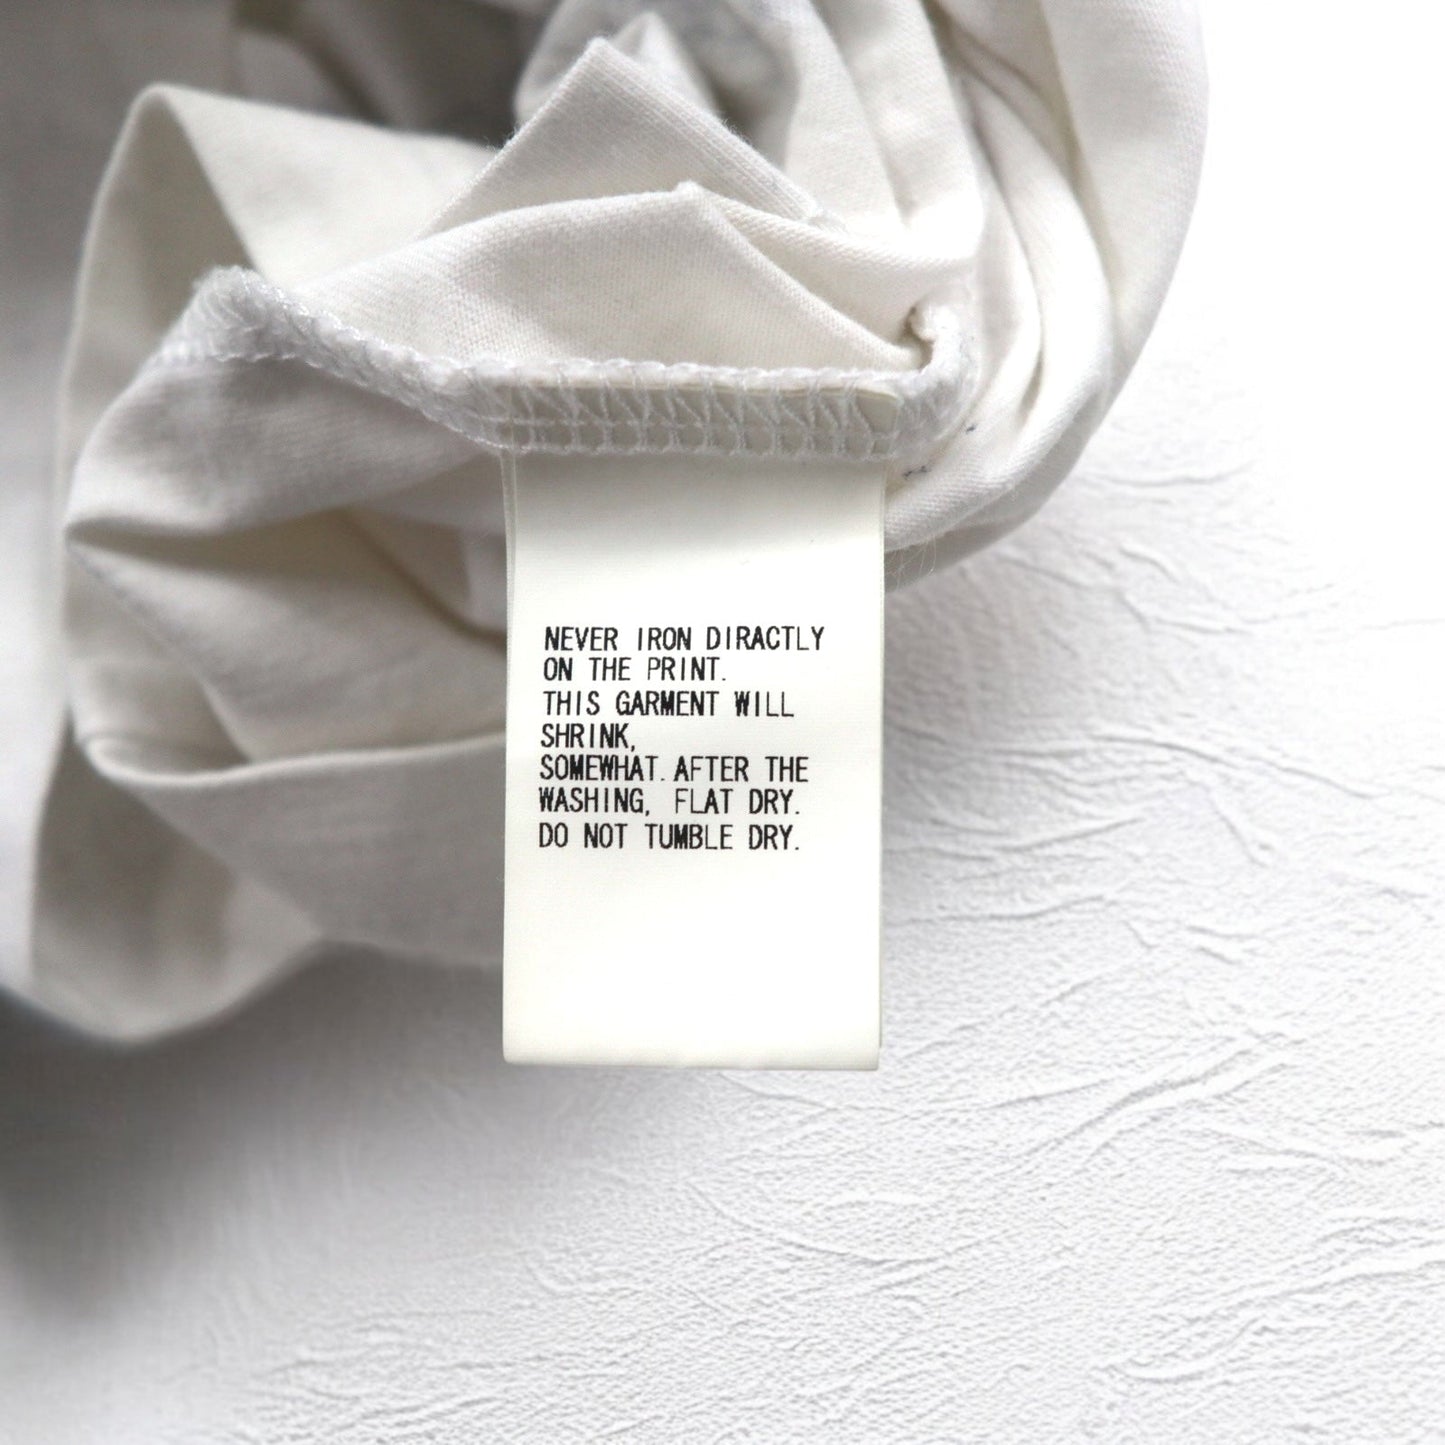 NEVER IRON DIRACTLY
ON THE PRINT.
THIS GARMENT WILL
SHRINK,
SOMEWHAT. AFTER THE
WASHING, FLAT DRY.
DO NOT TUMBLE DRY.